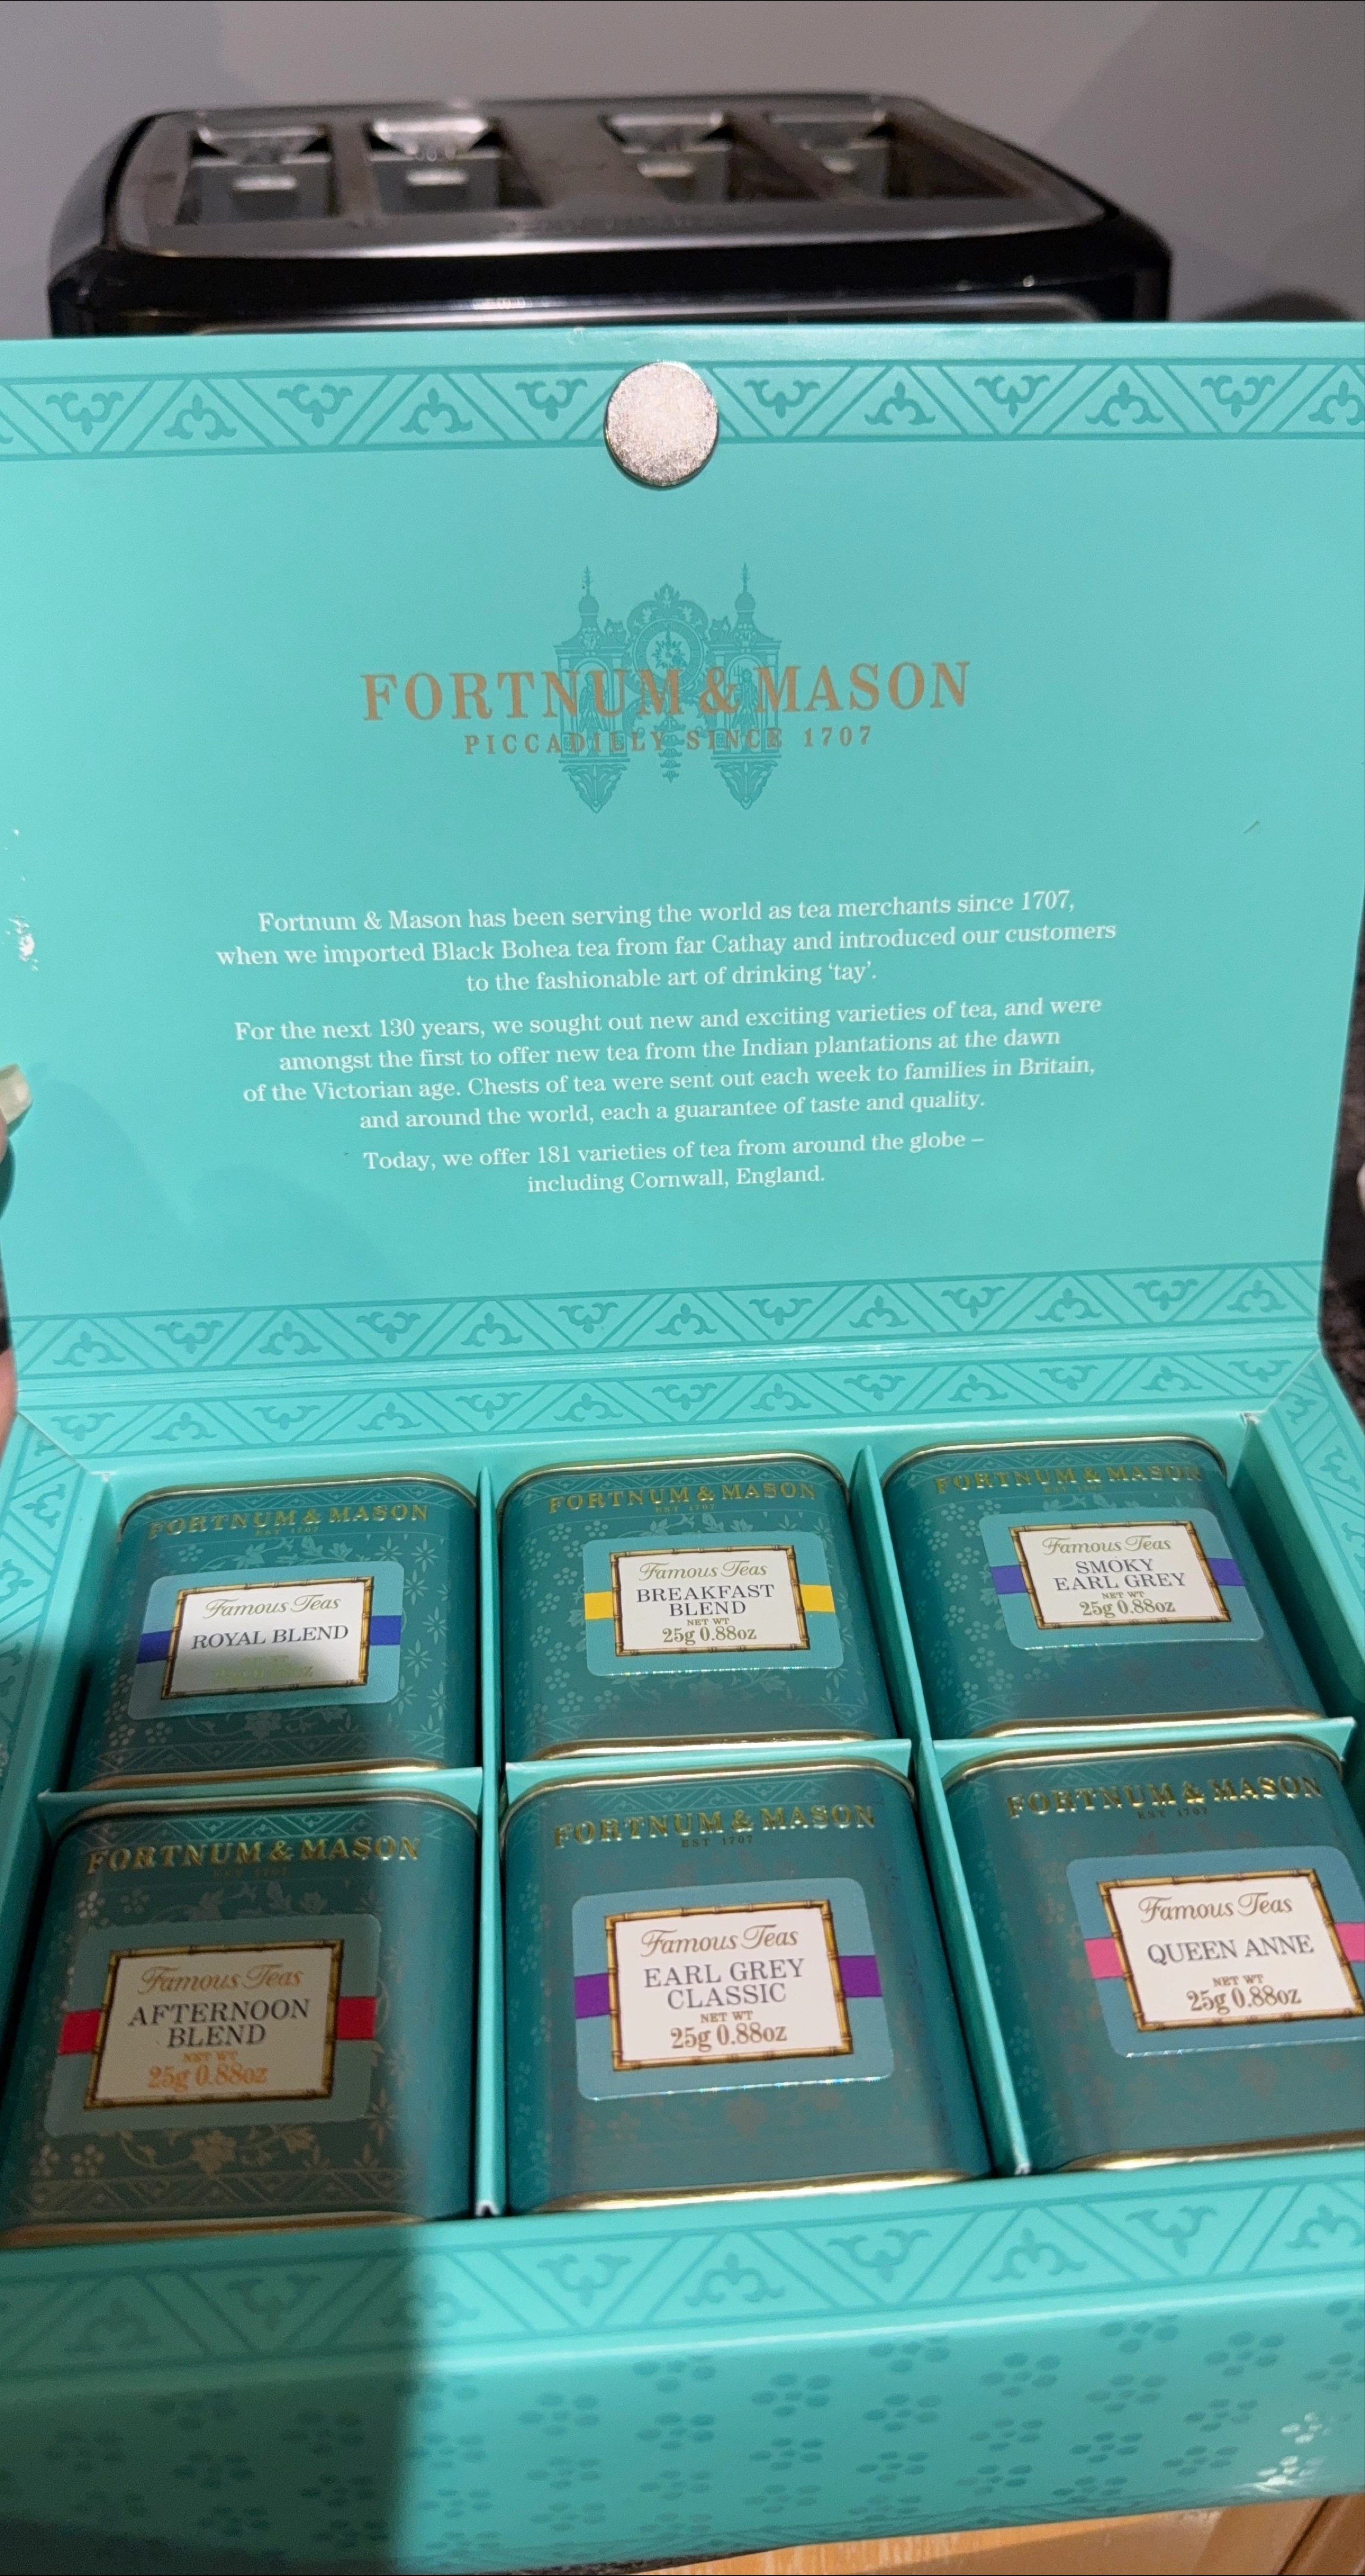 FORTNUM & MASON
PICCADILLY SINCE 1707
Fortnum & Mason has been serving the world as tea merchants since 1707,
when we imported Black Bohea tea from far Cathay and introduced our customers
to the fashionable art of drinking ‘tay’.
For the next 130 years, we sought out new and exciting varieties of tea, and were
amongst the first to offer new tea from the Indian plantations at the dawn
of the Victorian age. Chests of tea were sent out each week to families in Britain,
and around the world, each a guarantee of taste and quality.
Today, we offer 181 varieties of tea from around the globe –
including Cornwall, England.
FORTNUM & MASON
EST 1707
Famous Teas
ROYAL BLEND
FORTNUM & MASON
EST 1707
Famous Teas
BREAKFAST
BLEND
NET WT
25g 0.88oz
FORTNUM & MASON
EST 1707
Famous Teas
SMOKY
EARL GREY
NET WT
25g 0.88oz
FORTNUM & MASON
EST 1707
Famous Teas
AFTERNOON
BLEND
NET WT
25g 0.88oz
FORTNUM & MASON
EST 1707
Famous Teas
EARL GREY
CLASSIC
NET WT
25g 0.88oz
FORTNUM & MASON
EST 1707
Famous Teas
QUEEN ANNE
NET WT
25g 0.88oz